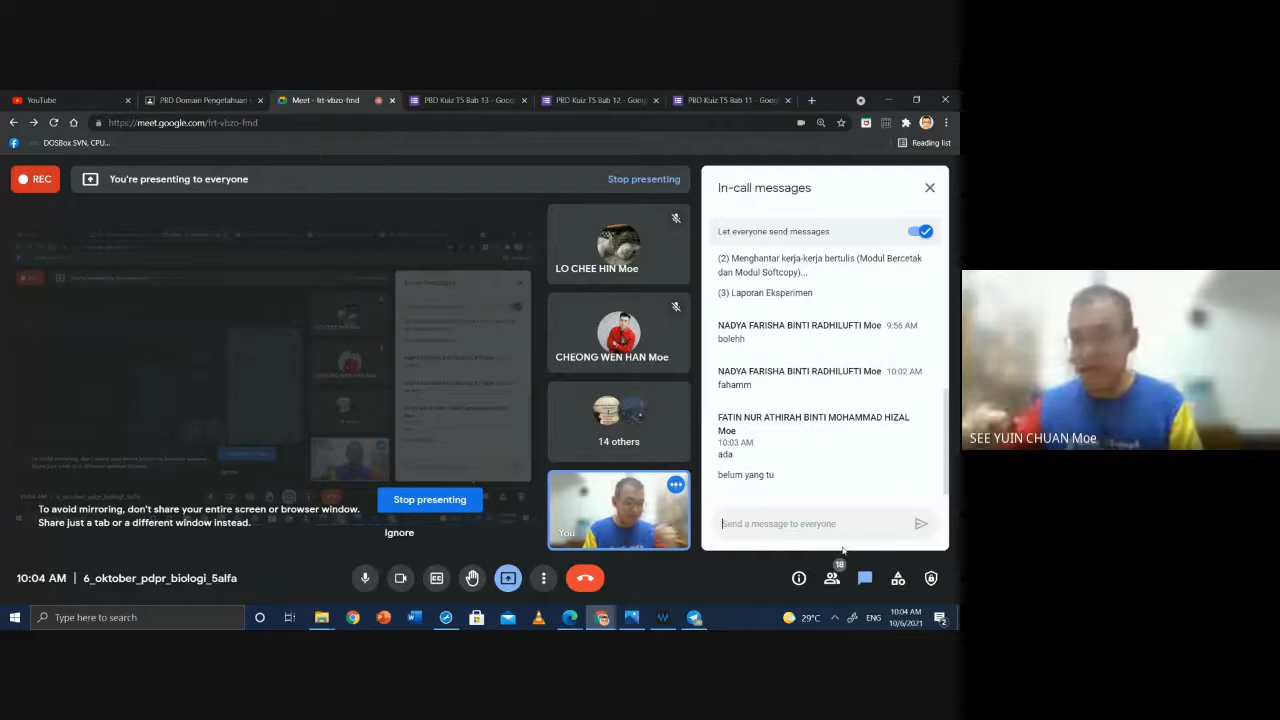 YouTube
PBD Domain Pengetahuan
Meet - frt-vbzo-fmd
PBD Kuiz T5 Bab 13 - Goog
PBD Kuiz T5 Bab 12 - Goog
PBD Kuiz T5 Bab 11 - Goog
https://meet.google.com/frt-vbzo-fmd
DOSBox SVN, CPU...
Reading list
REC
You're presenting to everyone
Stop presenting
In-call messages
Let everyone send messages
(2) Menghantar kerja-kerja bertulis (Modul Bercetak
dan Modul Softcopy)...
(3) Laporan Eksperimen
NADYA FARISHA BINTI RADHILUFTI Moe 9:56 AM
bolehh
NADYA FARISHA BINTI RADHILUFTI Moe 10:02 AM
fahamm
FATIN NUR ATHIRAH BINTI MOHAMMAD HIZAL
Moe
10:03 AM
ada
belum yang tu
Send a message to everyone
LO CHEE HIN Moe
CHEONG WEN HAN Moe
14 others
You
SEE YUIN CHUAN Moe
To avoid mirroring, don't share your entire screen or browser window.
Share just a tab or a different window instead.
Stop presenting
Ignore
10:04 AM | 6_oktober_pdpr_biologi_5alfa
18
Type here to search
29°C
ENG
10:04 AM
10/6/2021
2